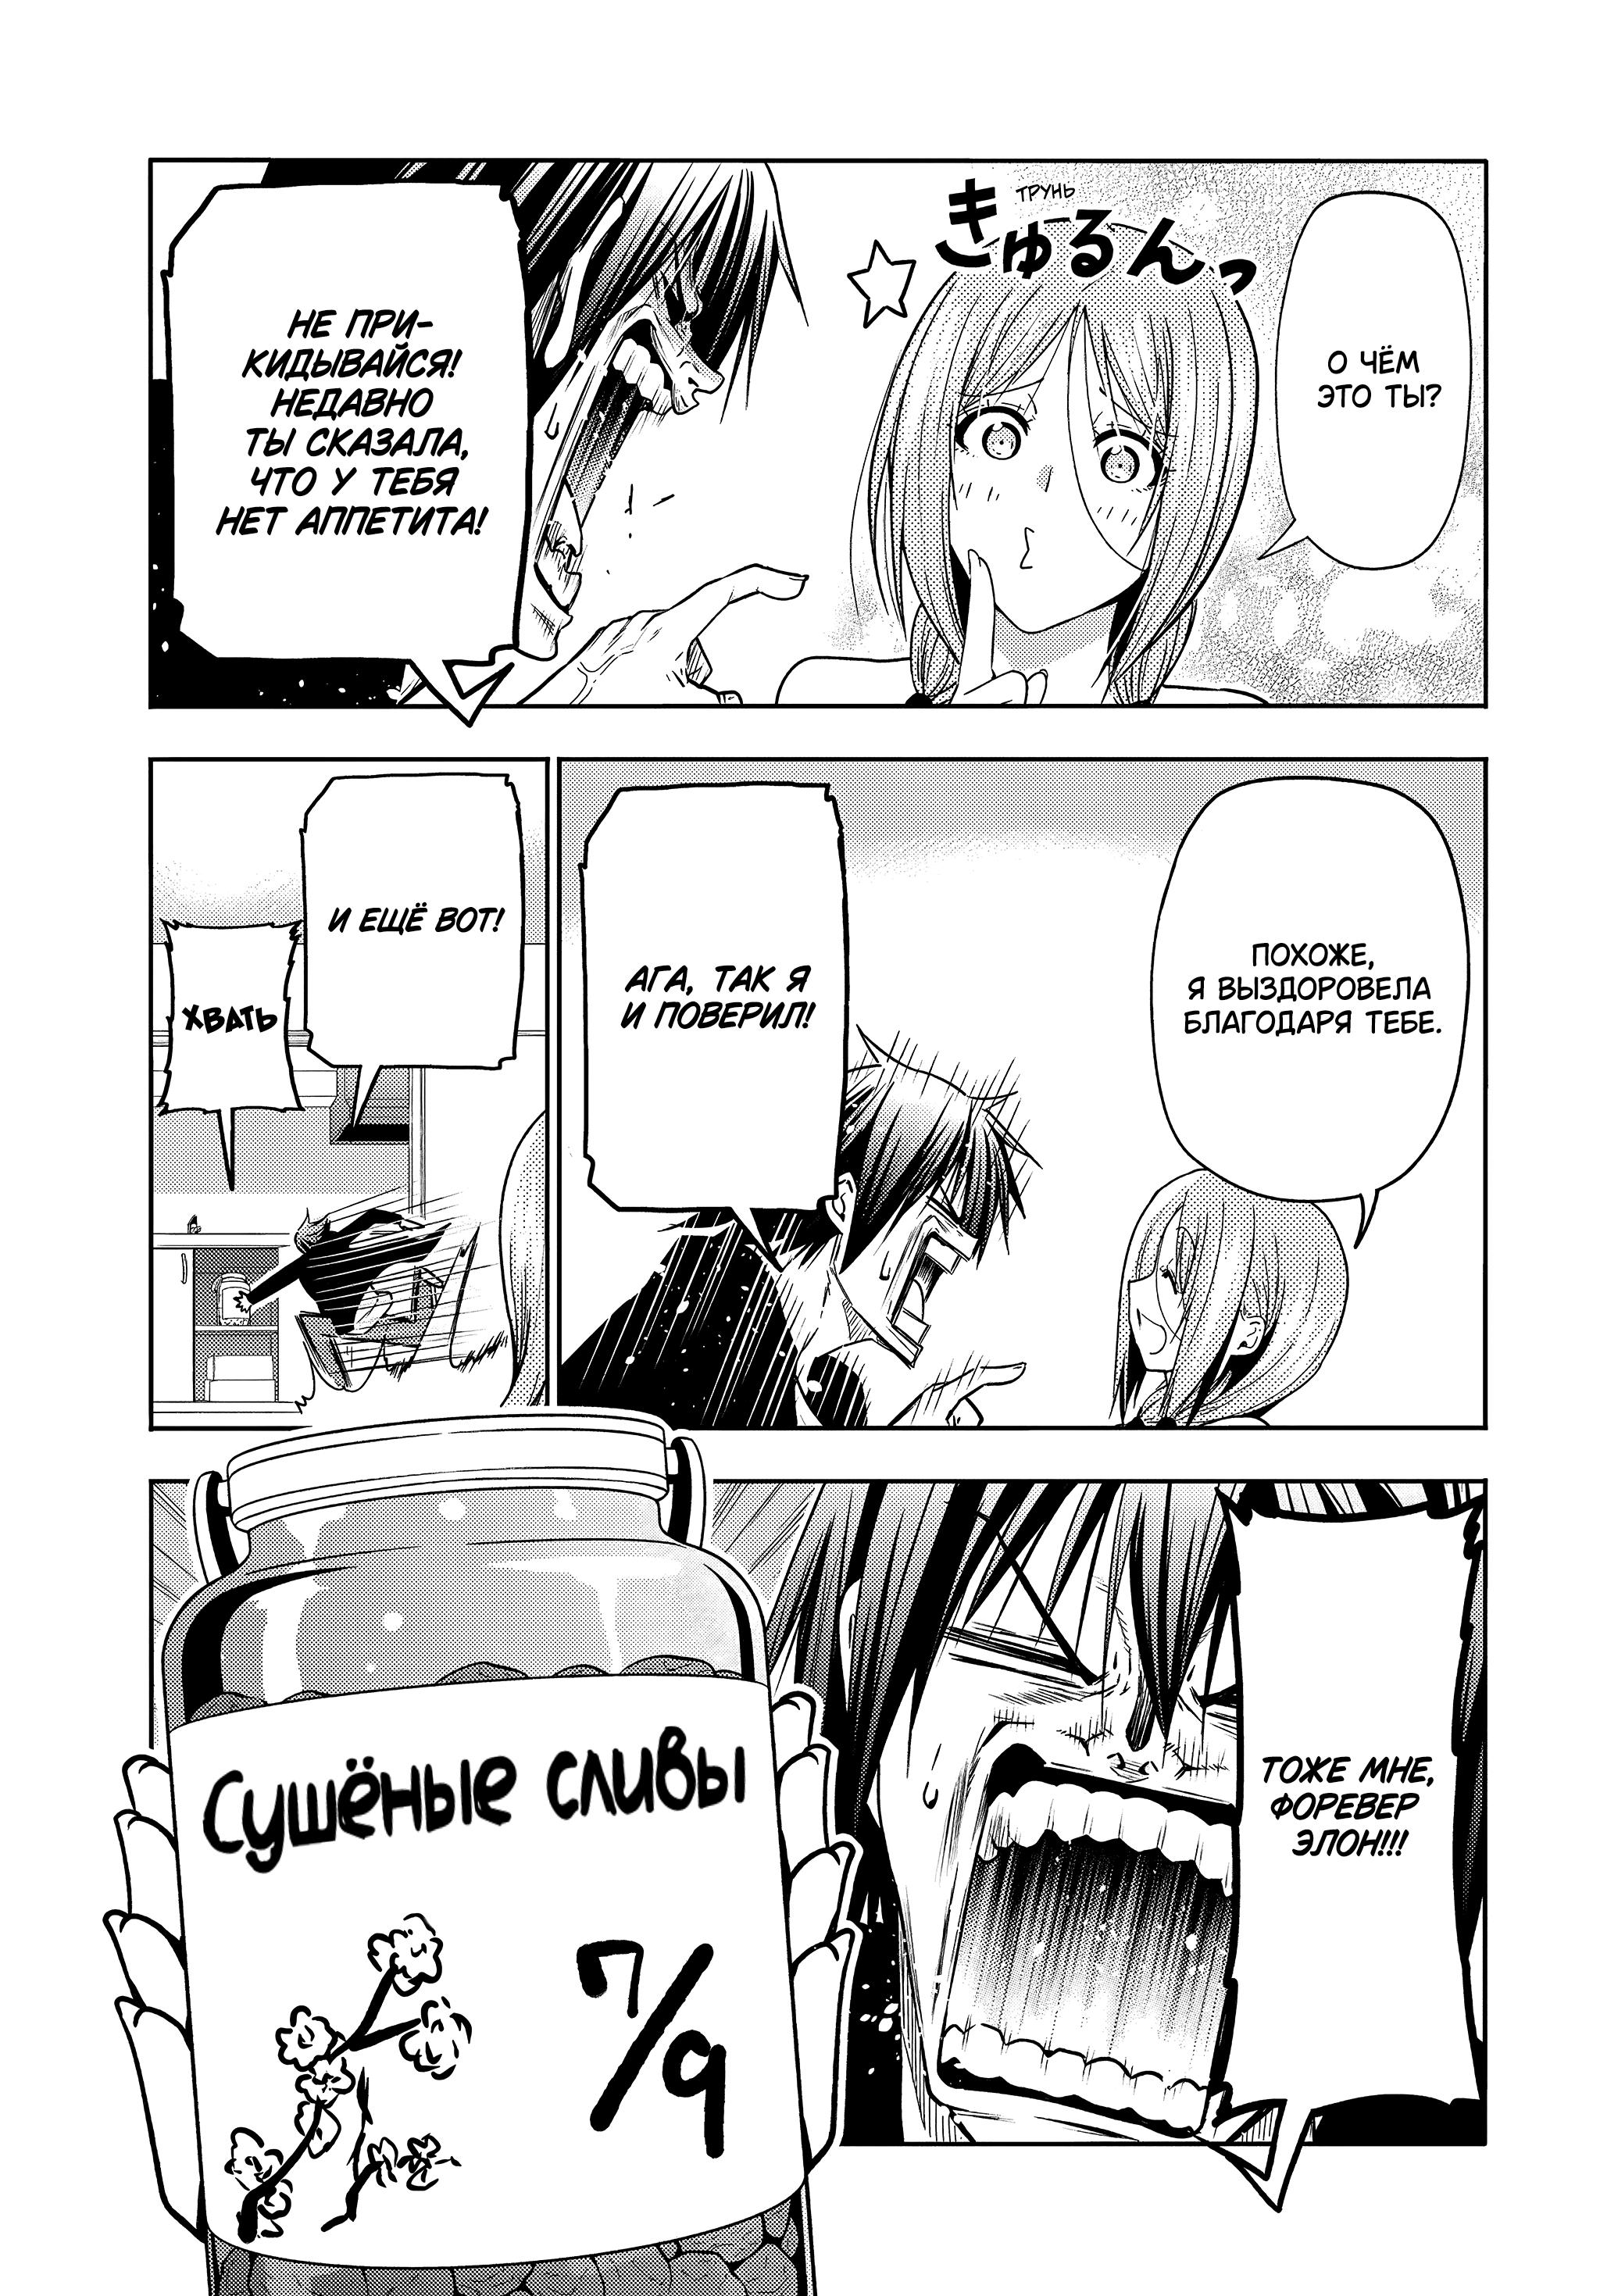 О ЧЁМ
ЭТО ТЫ?
ТРУНЬ
きゅるんっ
НЕ ПРИ-
КИДЫВАЙСЯ!
НЕДАВНО
ТЫ СКАЗАЛА,
ЧТО У ТЕБЯ
НЕТ АППЕТИТА!
ПОХОЖЕ,
Я ВЫЗДОРОВЕЛА
БЛАГОДАРЯ ТЕБЕ.
АГА, ТАК Я
И ПОВЕРИЛ!
И ЕЩЁ ВОТ!
ХВАТЬ
ТОЖЕ МНЕ,
ФОРЕВЕР
ЭЛОН!!!
Сушёные сливы
7/9